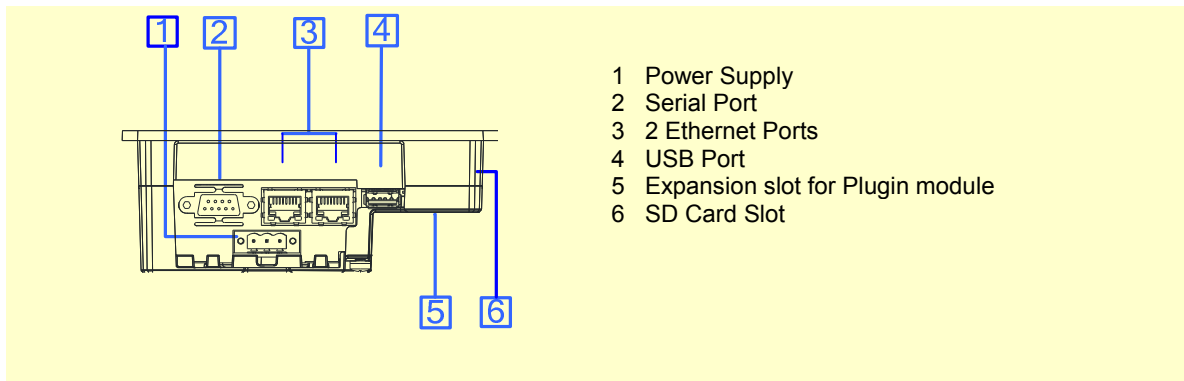 1 2 3 4
1 Power Supply
2 Serial Port
3 2 Ethernet Ports
4 USB Port
5 Expansion slot for Plugin module
6 SD Card Slot
5 6